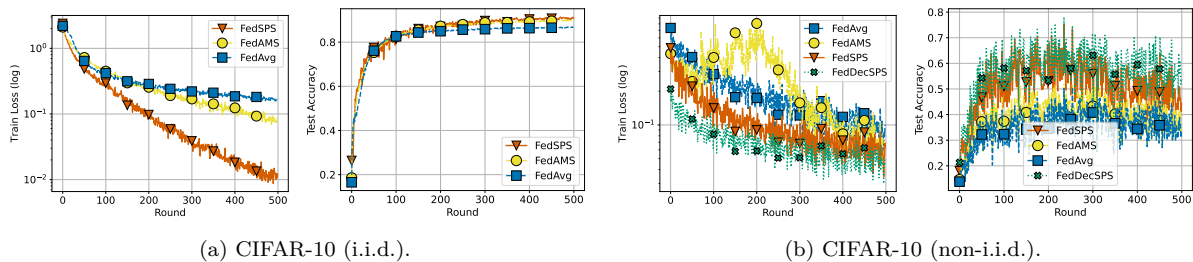 Train Loss (log)
10⁰
10⁻¹
10⁻²
FedSPS
FedAMS
FedAvg
0 100 200 300 400 500
Round
Test Accuracy
0.8
0.6
0.4
0.2
FedSPS
FedAMS
FedAvg
0 100 200 300 400 500
Round
(a) CIFAR-10 (i.i.d.).
Train Loss (log)
10⁻¹
FedAvg
FedAMS
FedSPS
FedDecSPS
0 100 200 300 400 500
Round
Test Accuracy
0.8
0.7
0.6
0.5
0.4
0.3
0.2
FedSPS
FedAMS
FedAvg
FedDecSPS
0 100 200 300 400 500
Round
(b) CIFAR-10 (non-i.i.d.).